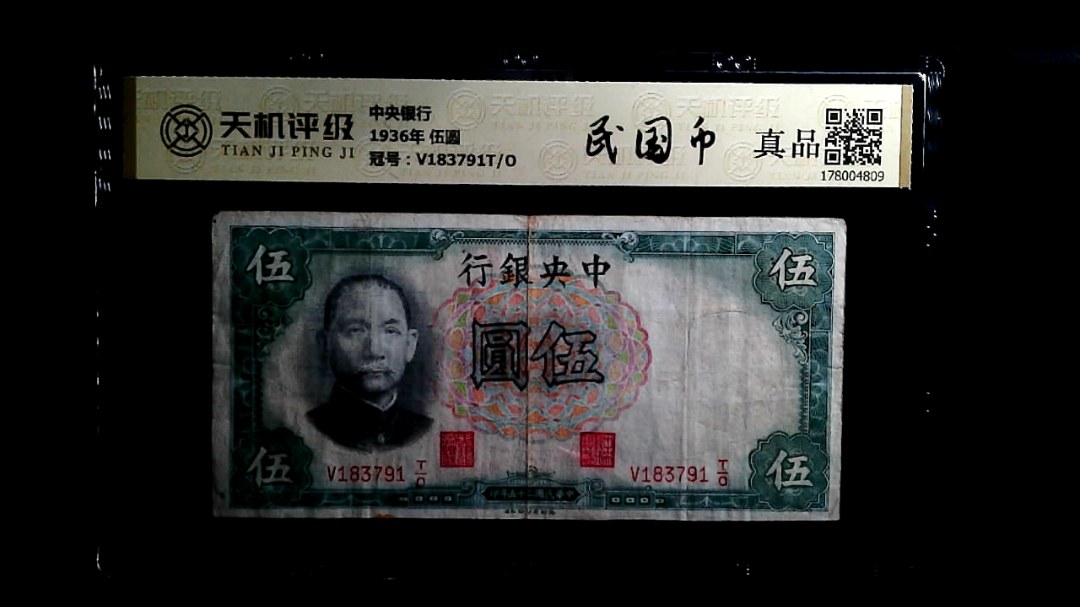 天机评级
TIAN JI PING JI
中央银行
1936年 伍圆
冠号：V183791T/O
民国币
真品
178004809
伍
伍
行銀央中
圓伍
伍
V183791 T/O
V183791 T/O
伍